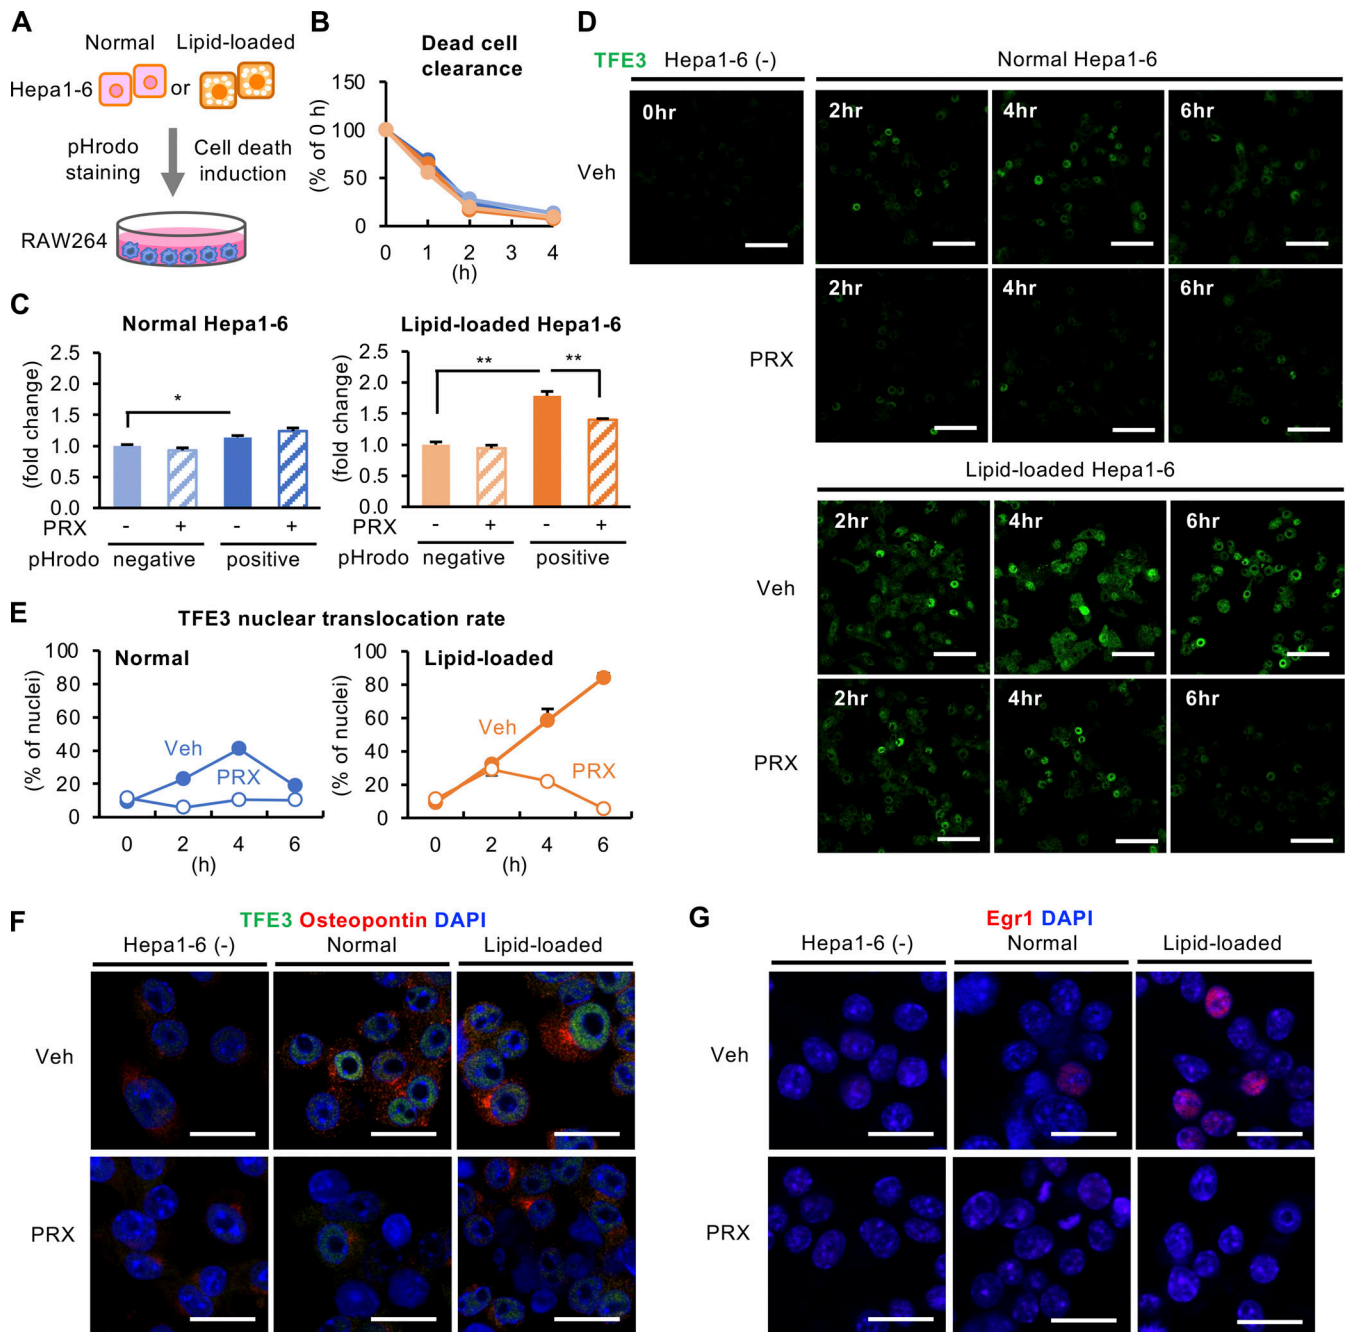 A
Normal
Lipid-loaded
Hepa1-6
or
pHrodo
staining
Cell death
induction
RAW264
B
Dead cell
clearance
(% of 0 h)
150
100
50
0
0 1 2 3 4
(h)
C
Normal Hepa1-6
(fold change)
2.5
2.0
1.5
1.0
0.5
0.0
*
PRX - + - +
pHrodo negative positive
Lipid-loaded Hepa1-6
(fold change)
2.5
2.0
1.5
1.0
0.5
0.0
** **
PRX - + - +
pHrodo negative positive
D
TFE3 Hepa1-6 (-) Normal Hepa1-6
Veh
0hr 2hr 4hr 6hr
PRX
2hr 4hr 6hr
Lipid-loaded Hepa1-6
Veh
2hr 4hr 6hr
PRX
2hr 4hr 6hr
E
TFE3 nuclear translocation rate
Normal
(% of nuclei)
100
80
60
40
20
0
Veh
PRX
0 2 4 6
(h)
Lipid-loaded
(% of nuclei)
100
80
60
40
20
0
Veh
PRX
0 2 4 6
(h)
F
TFE3 Osteopontin DAPI
Hepa1-6 (-) Normal Lipid-loaded
Veh
PRX
G
Egr1 DAPI
Hepa1-6 (-) Normal Lipid-loaded
Veh
PRX